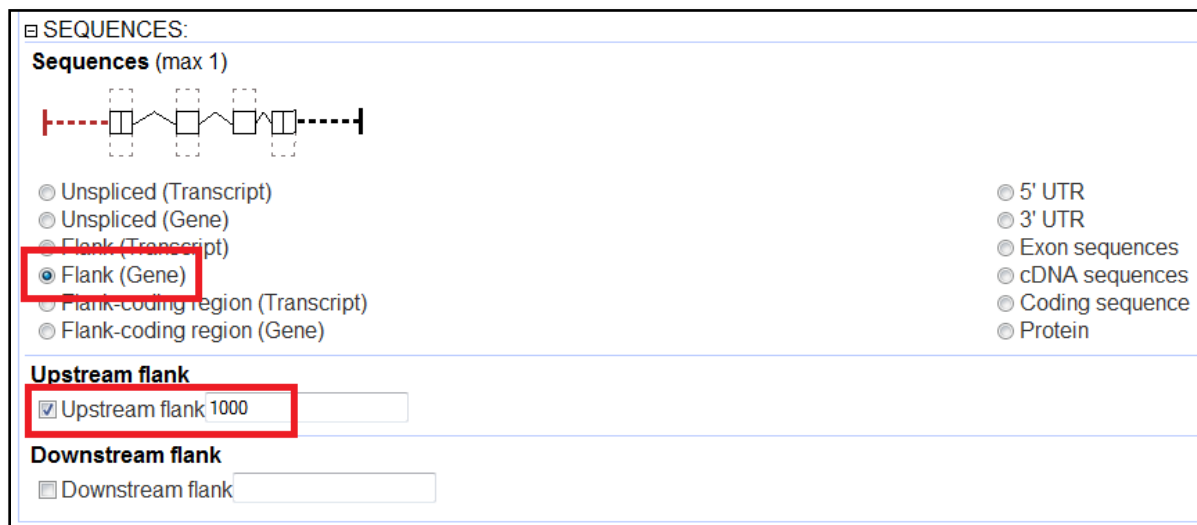 SEQUENCES:
Sequences (max 1)
Unspliced (Transcript)
Unspliced (Gene)
Flank (Transcript)
Flank (Gene)
Flank-coding region (Transcript)
Flank-coding region (Gene)
5' UTR
3' UTR
Exon sequences
cDNA sequences
Coding sequence
Protein
Upstream flank
Upstream flank 1000
Downstream flank
Downstream flank